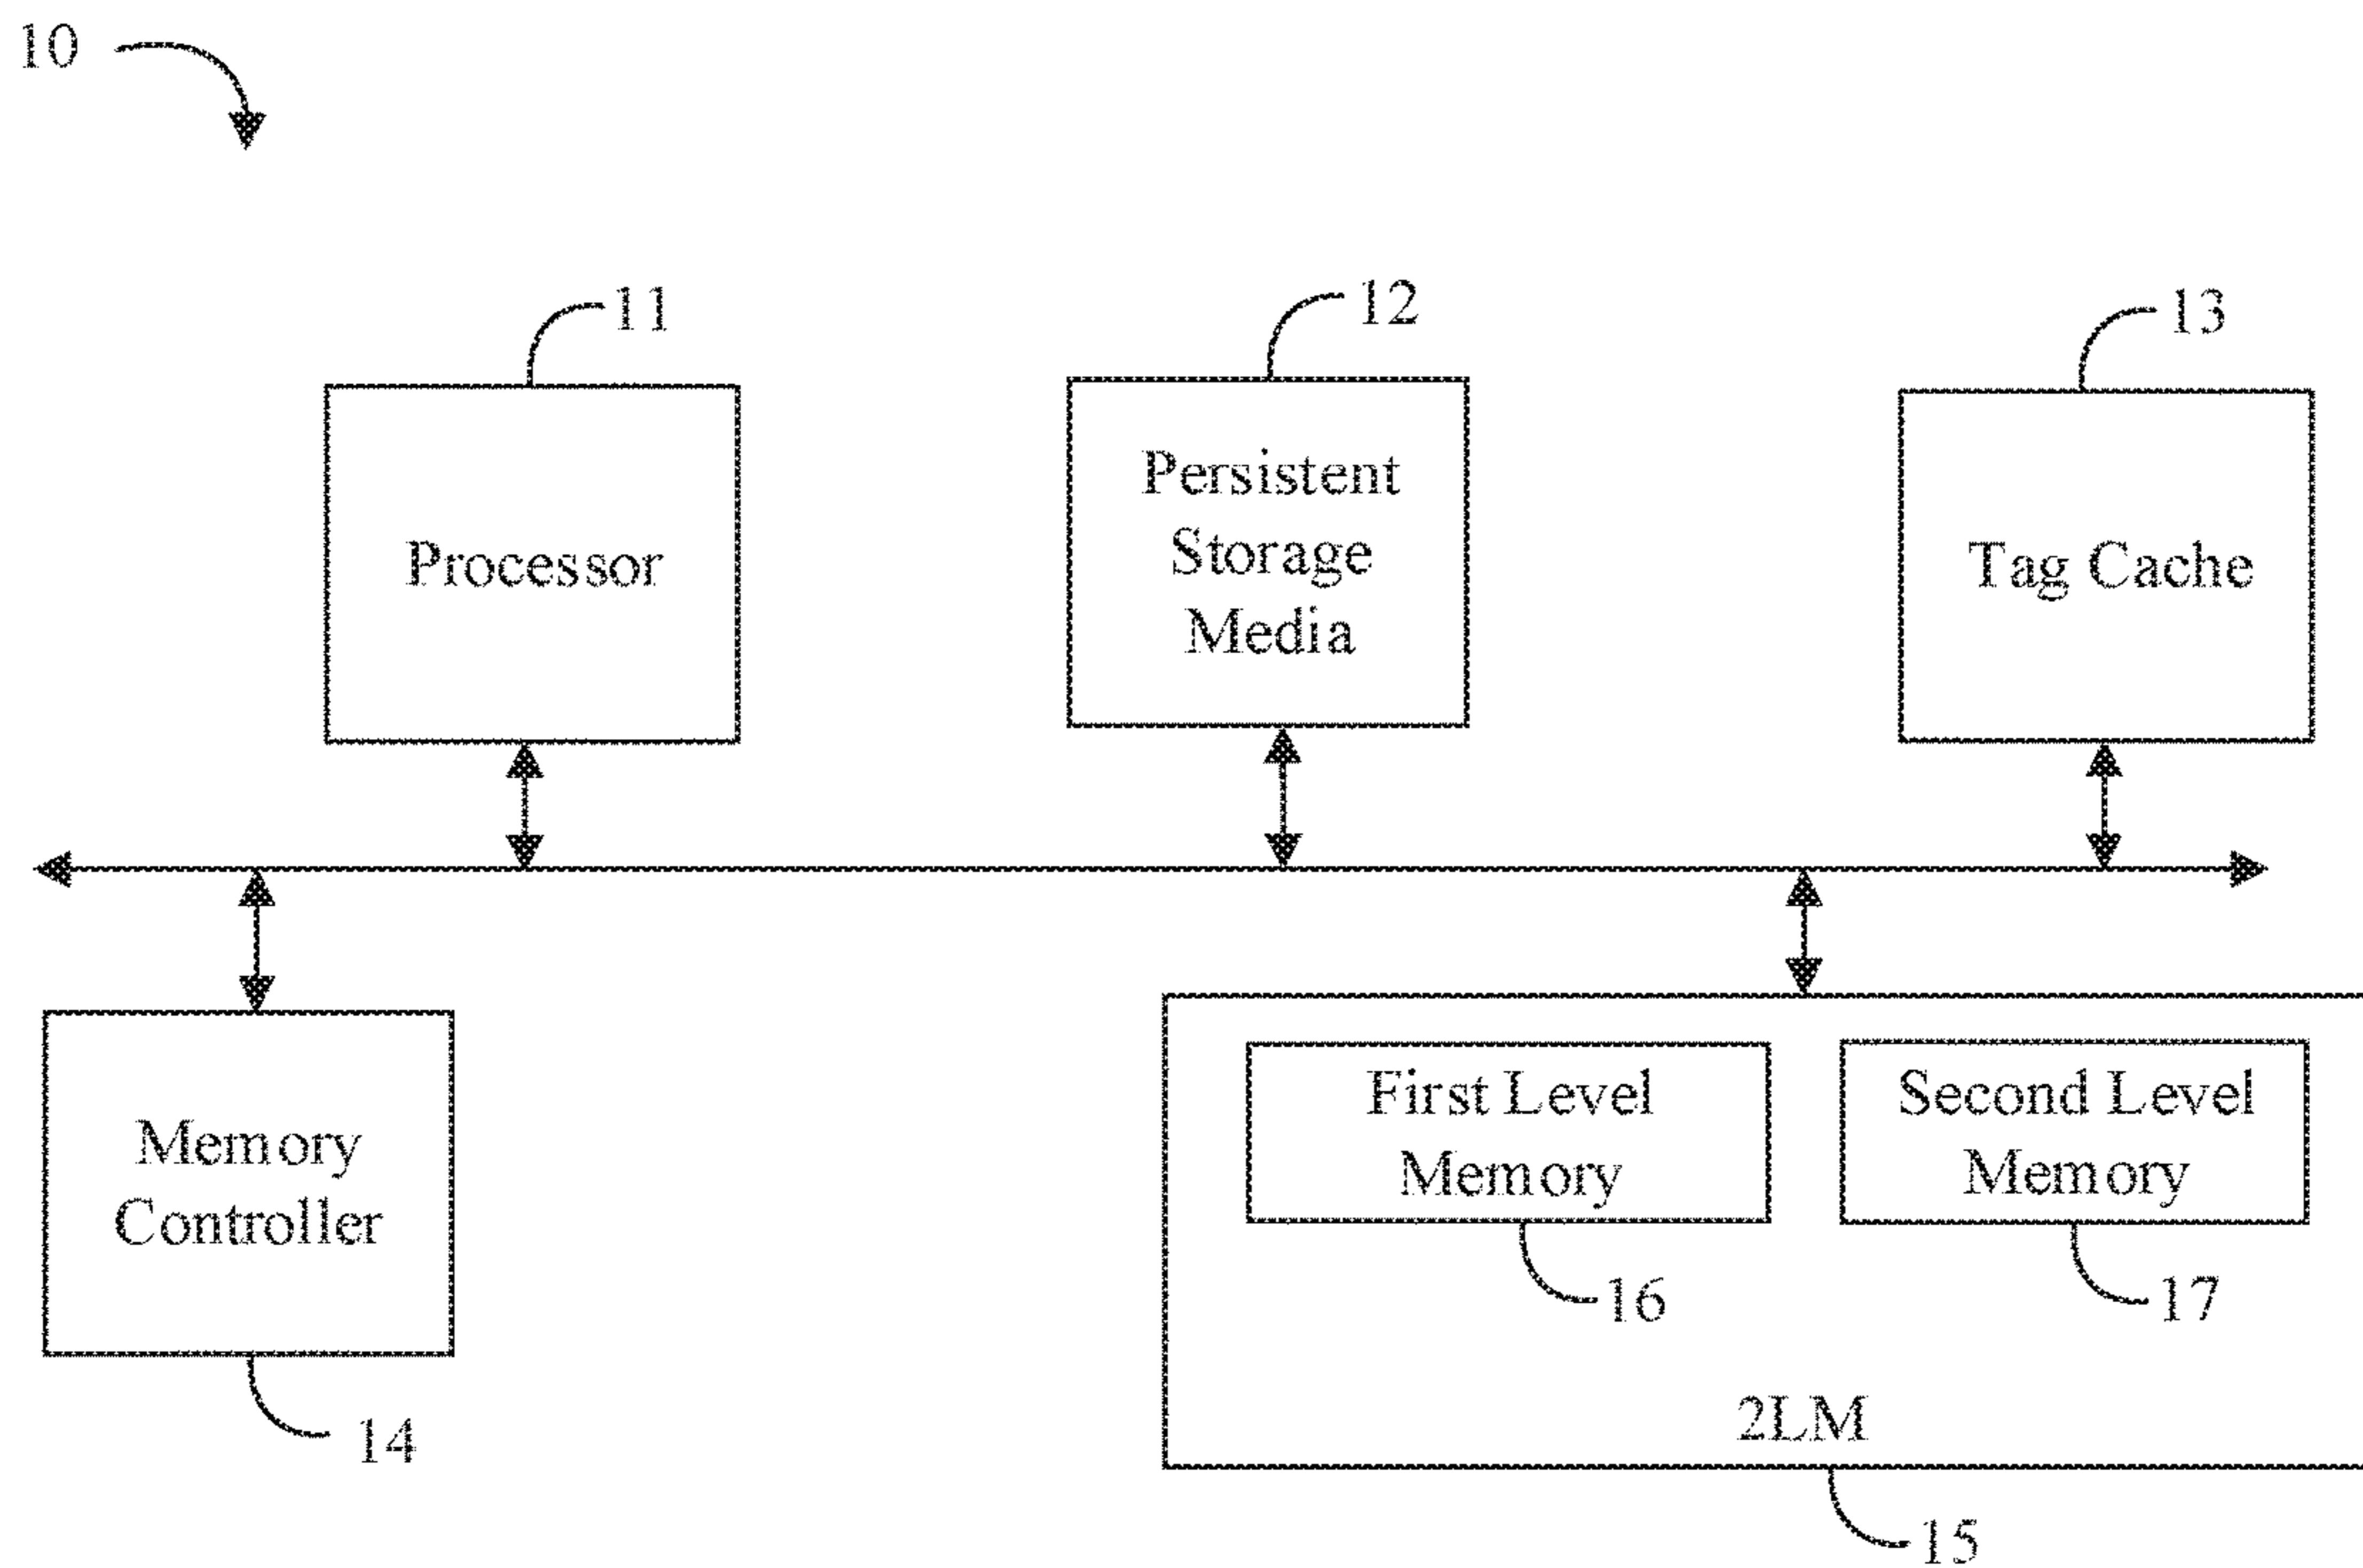 10
11
12
13
Processor
Persistent
Storage
Media
Tag Cache
Memory
Controller
14
First Level
Memory
16
Second Level
Memory
17
2LM
15